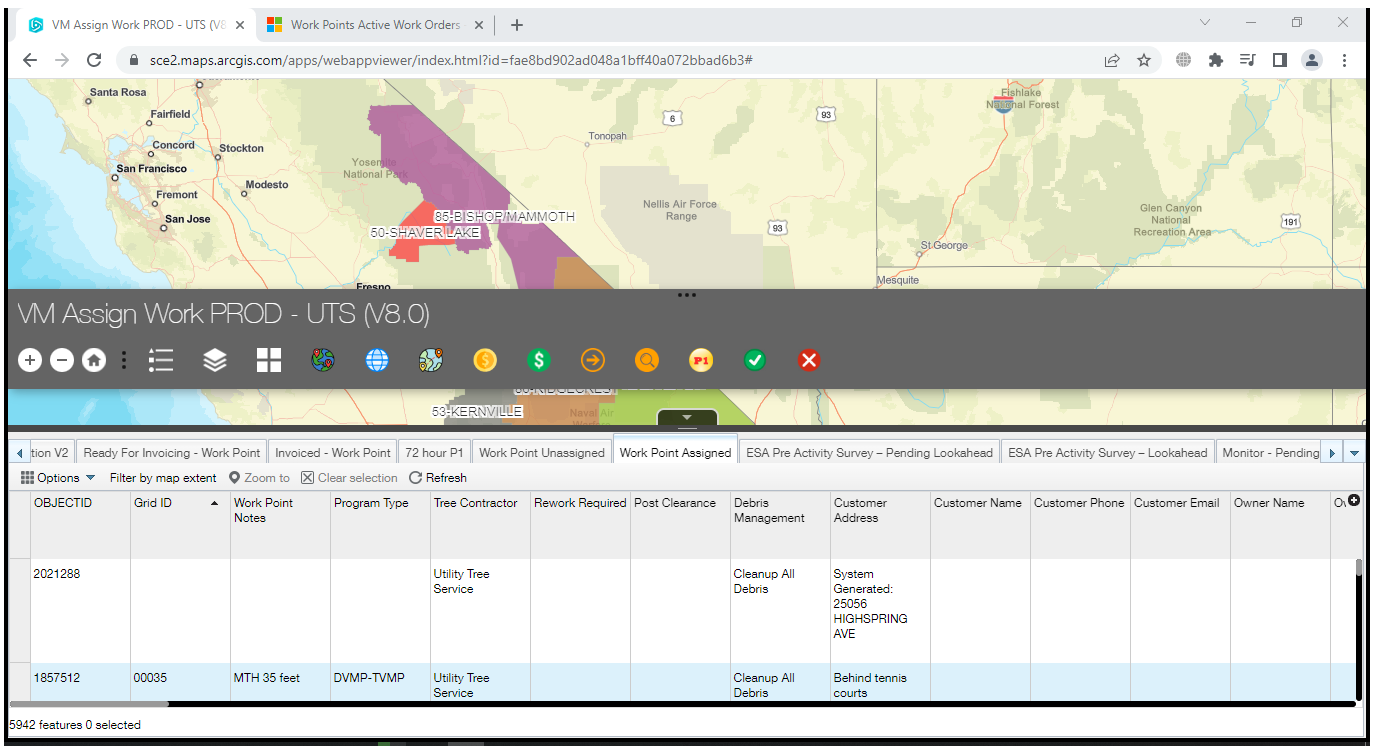 VM Assign Work PROD - UTS (V8
Work Points Active Work Orders
sce2.maps.arcgis.com/apps/webappviewer/index.html?id=fae8bd902ad048a1bff40a072bbad6b3#
Santa Rosa
Fairfield
Concord
Stockton
San Francisco
Modesto
Fremont
San Jose
Yosemite
National Park
Tonopah
6
93
Fishlake
National Forest
85-BISHOP/MAMMOTH
50-SHAVER LAKE
Nellis Air Force
Range
93
Glen Canyon
National
Recreation Area
191
St George
Mesquite
Fresno
VM Assign Work PROD - UTS (V8.0)
$
$
P1
86-RIDGECREST
53-KERNVILLE
Naval Air
tion V2
Ready For Invoicing - Work Point
Invoiced - Work Point
72 hour P1
Work Point Unassigned
Work Point Assigned
ESA Pre Activity Survey – Pending Lookahead
ESA Pre Activity Survey – Lookahead
Monitor - Pending
Options
Filter by map extent
Zoom to
Clear selection
Refresh
OBJECTID
Grid ID
Work Point
Notes
Program Type
Tree Contractor
Rework Required
Post Clearance
Debris
Management
Customer
Address
Customer Name
Customer Phone
Customer Email
Owner Name
2021288
Utility Tree
Service
Cleanup All
Debris
System
Generated:
25056
HIGHSPRING
AVE
1857512
00035
MTH 35 feet
DVMP-TVMP
Utility Tree
Service
Cleanup All
Debris
Behind tennis
courts
5942 features 0 selected